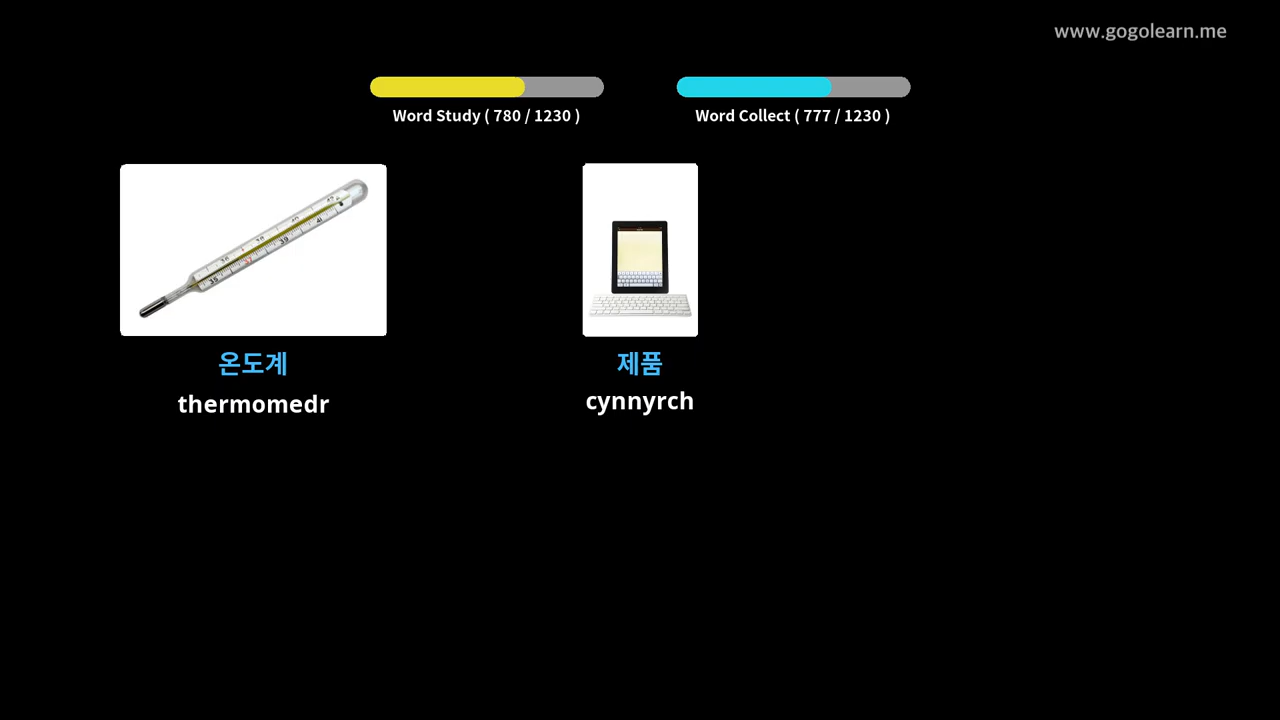 www.gogolearn.me
Word Study ( 780 / 1230 )
Word Collect ( 777 / 1230 )
온도계
thermomedr
제품
cynnyrch